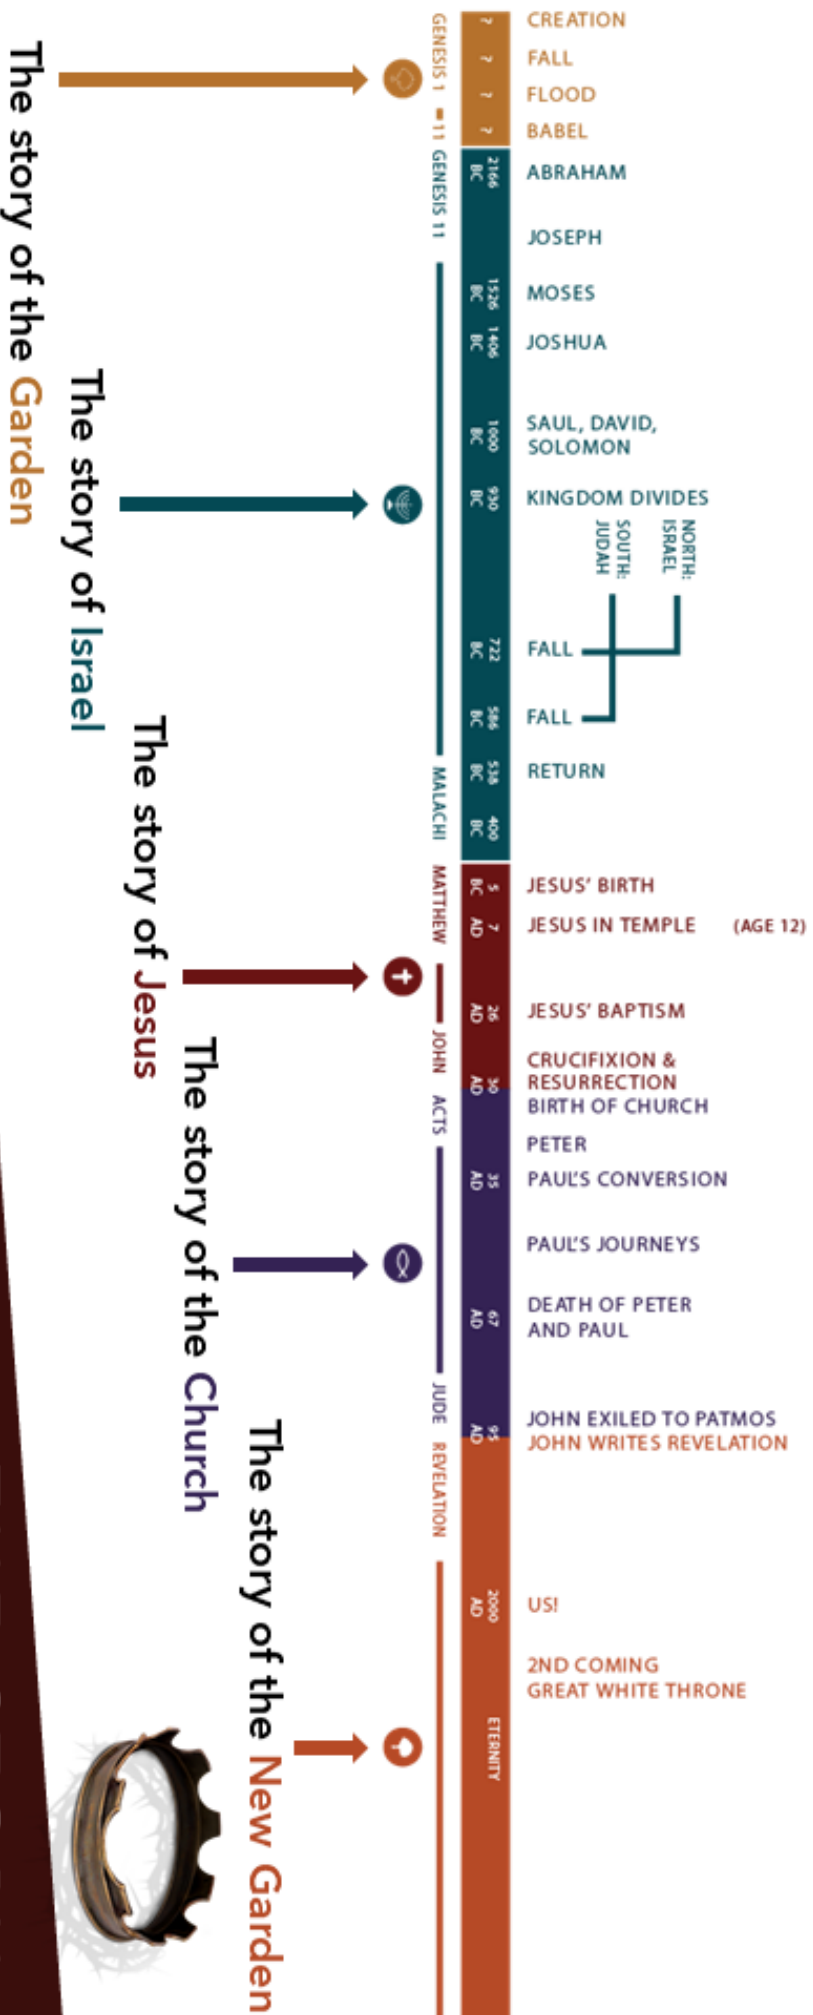 The story of the Garden
The story of Israel
The story of Jesus
The story of the Church
The story of the New Garden
GENESIS 1 - 11
GENESIS 11
MALACHI
MATTHEW
JOHN
ACTS
JUDE
REVELATION
?
CREATION
?
FALL
?
FLOOD
?
BABEL
2166
BC
ABRAHAM
JOSEPH
1526
BC
MOSES
1406
BC
JOSHUA
1000
BC
SAUL, DAVID,
SOLOMON
930
BC
KINGDOM DIVIDES
NORTH:
ISRAEL
SOUTH:
JUDAH
722
BC
FALL
586
BC
FALL
538
BC
RETURN
400
BC
5
BC
JESUS' BIRTH
7
AD
JESUS IN TEMPLE (AGE 12)
26
AD
JESUS' BAPTISM
30
AD
CRUCIFIXION &
RESURRECTION
BIRTH OF CHURCH
PETER
35
AD
PAUL'S CONVERSION
PAUL'S JOURNEYS
67
AD
DEATH OF PETER
AND PAUL
95
AD
JOHN EXILED TO PATMOS
JOHN WRITES REVELATION
2000
AD
US!
2ND COMING
GREAT WHITE THRONE
ETERNITY